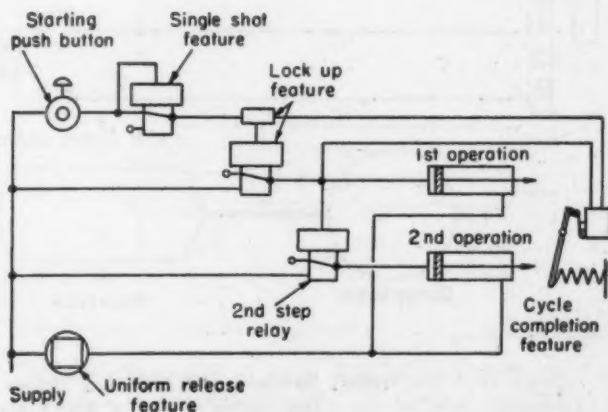 Starting
push button
Single shot
feature
Lock up
feature
1st operation
2nd operation
2nd step
relay
Cycle
completion
feature
Supply
Uniform release
feature